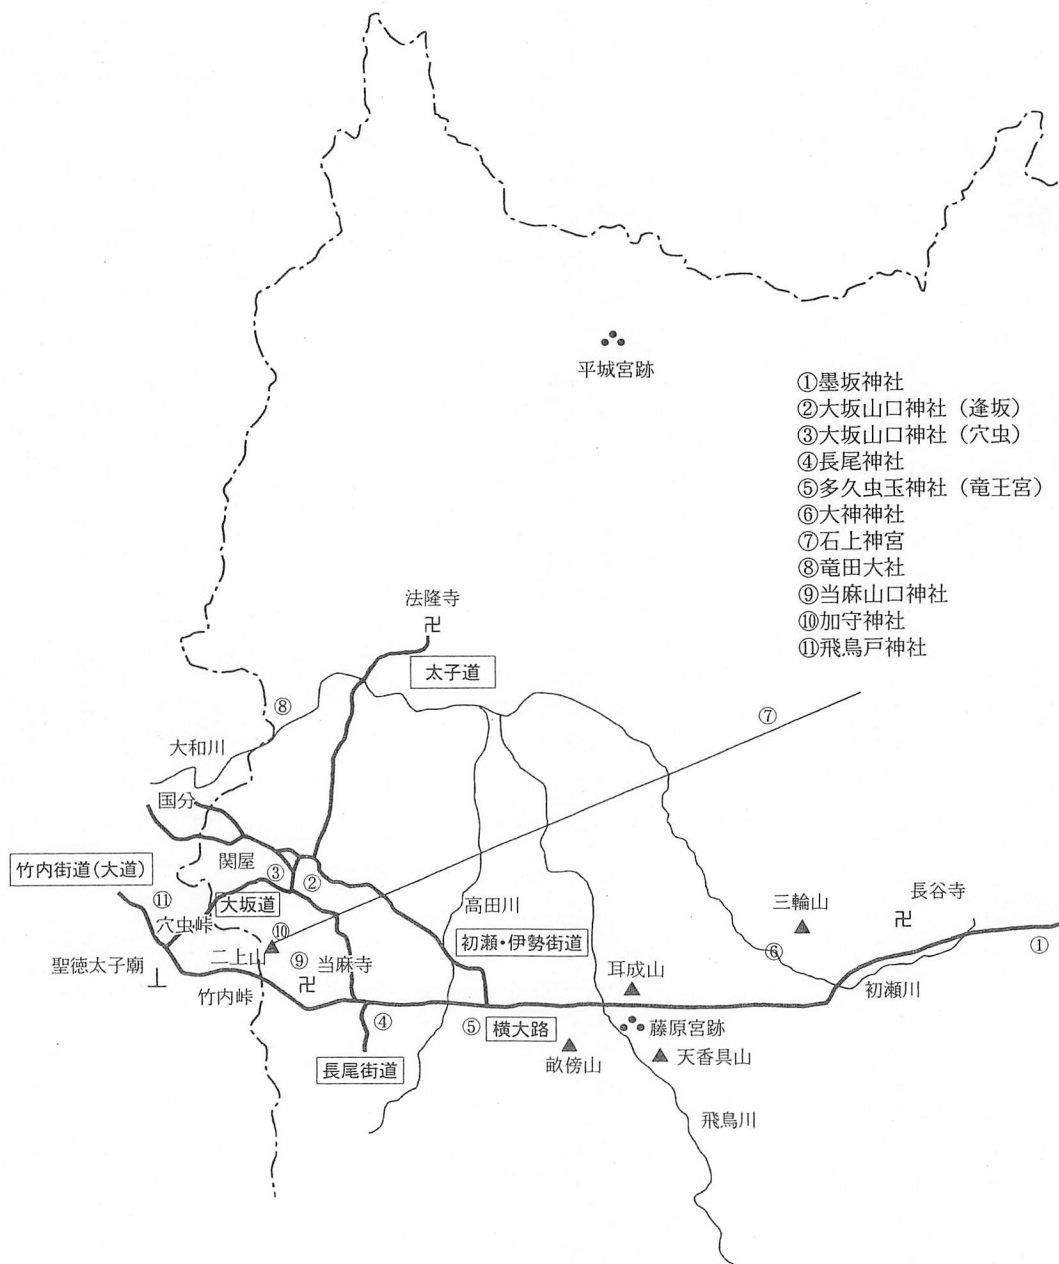 平城宮跡
①墨坂神社
②大坂山口神社（逢坂）
③大坂山口神社（穴虫）
④長尾神社
⑤多久虫玉神社（竜王宮）
⑥大神神社
⑦石上神宮
⑧竜田大社
⑨当麻山口神社
⑩加守神社
⑪飛鳥戸神社
法隆寺
卍
太子道
⑧
⑦
大和川
国分
関屋
竹内街道(大道)
③
②
⑪
大坂道
穴虫峠
高田川
三輪山
長谷寺
卍
⑩
初瀬・伊勢街道
①
二上山
⑨
当麻寺
卍
聖徳太子廟
耳成山
⑥
初瀬川
竹内峠
④
⑤
横大路
藤原宮跡
長尾街道
畝傍山
天香具山
飛鳥川